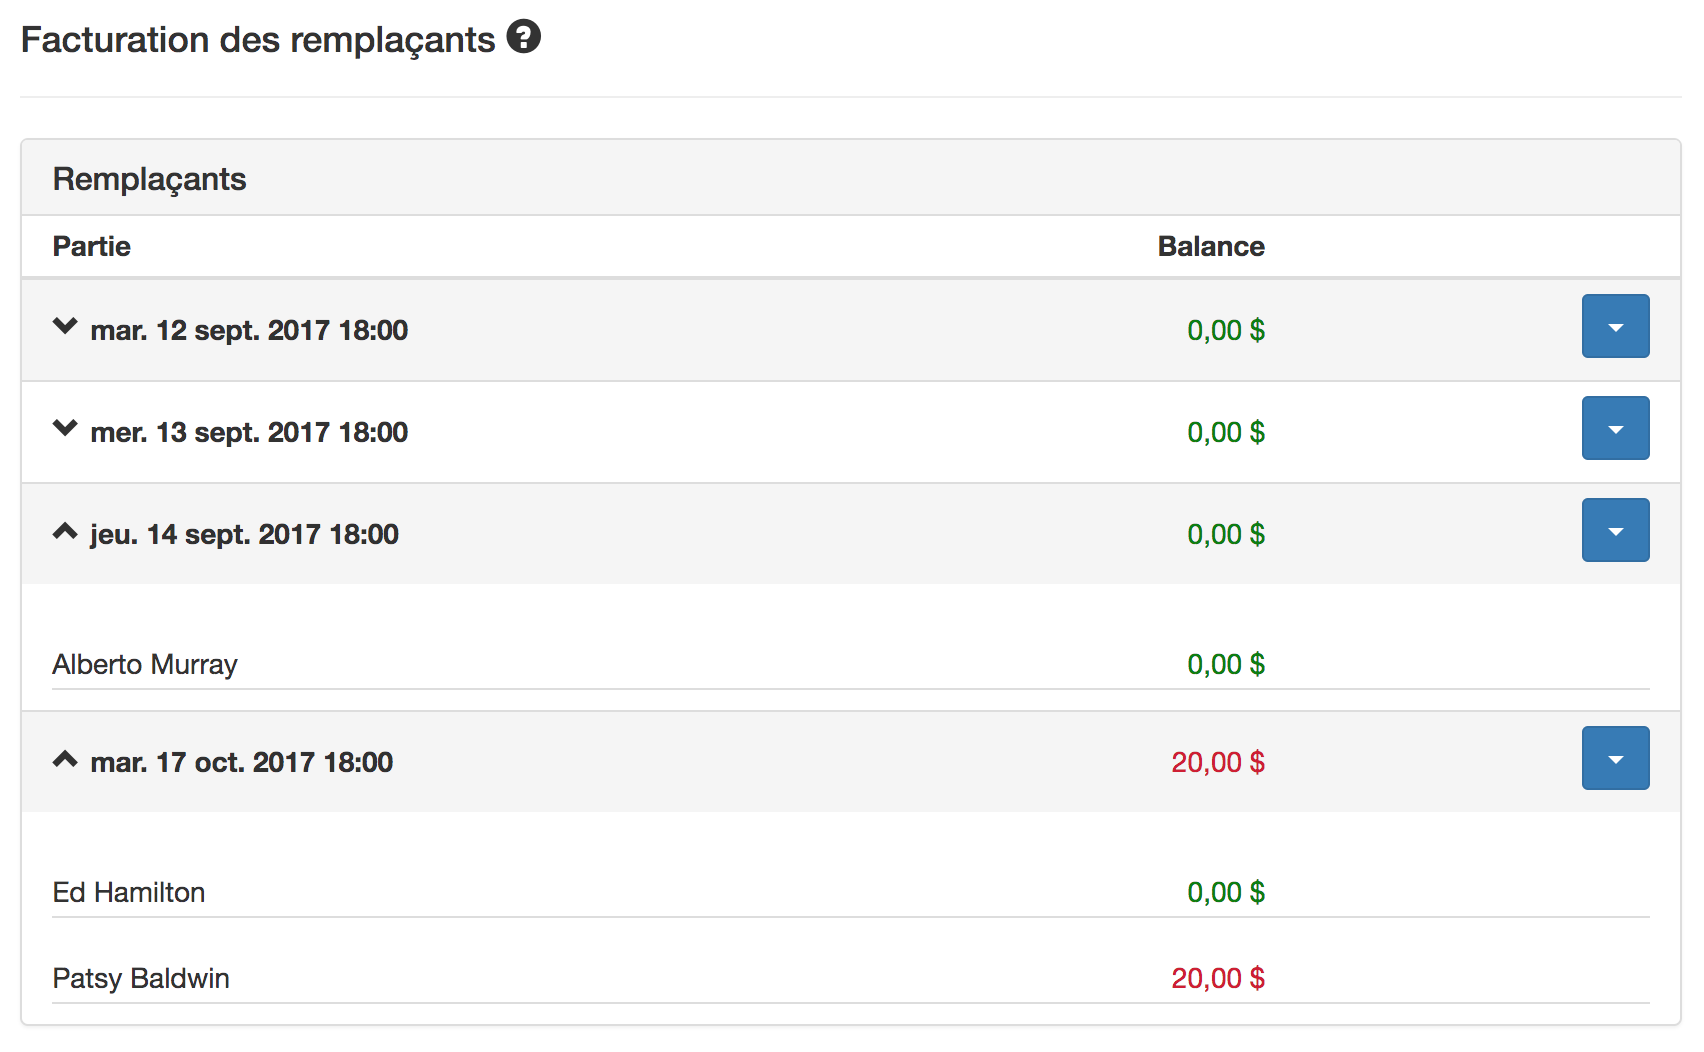 Facturation des remplaçants ?
Remplaçants
Partie Balance
mar. 12 sept. 2017 18:00 0,00 $
mer. 13 sept. 2017 18:00 0,00 $
jeu. 14 sept. 2017 18:00 0,00 $
Alberto Murray 0,00 $
mar. 17 oct. 2017 18:00 20,00 $
Ed Hamilton 0,00 $
Patsy Baldwin 20,00 $